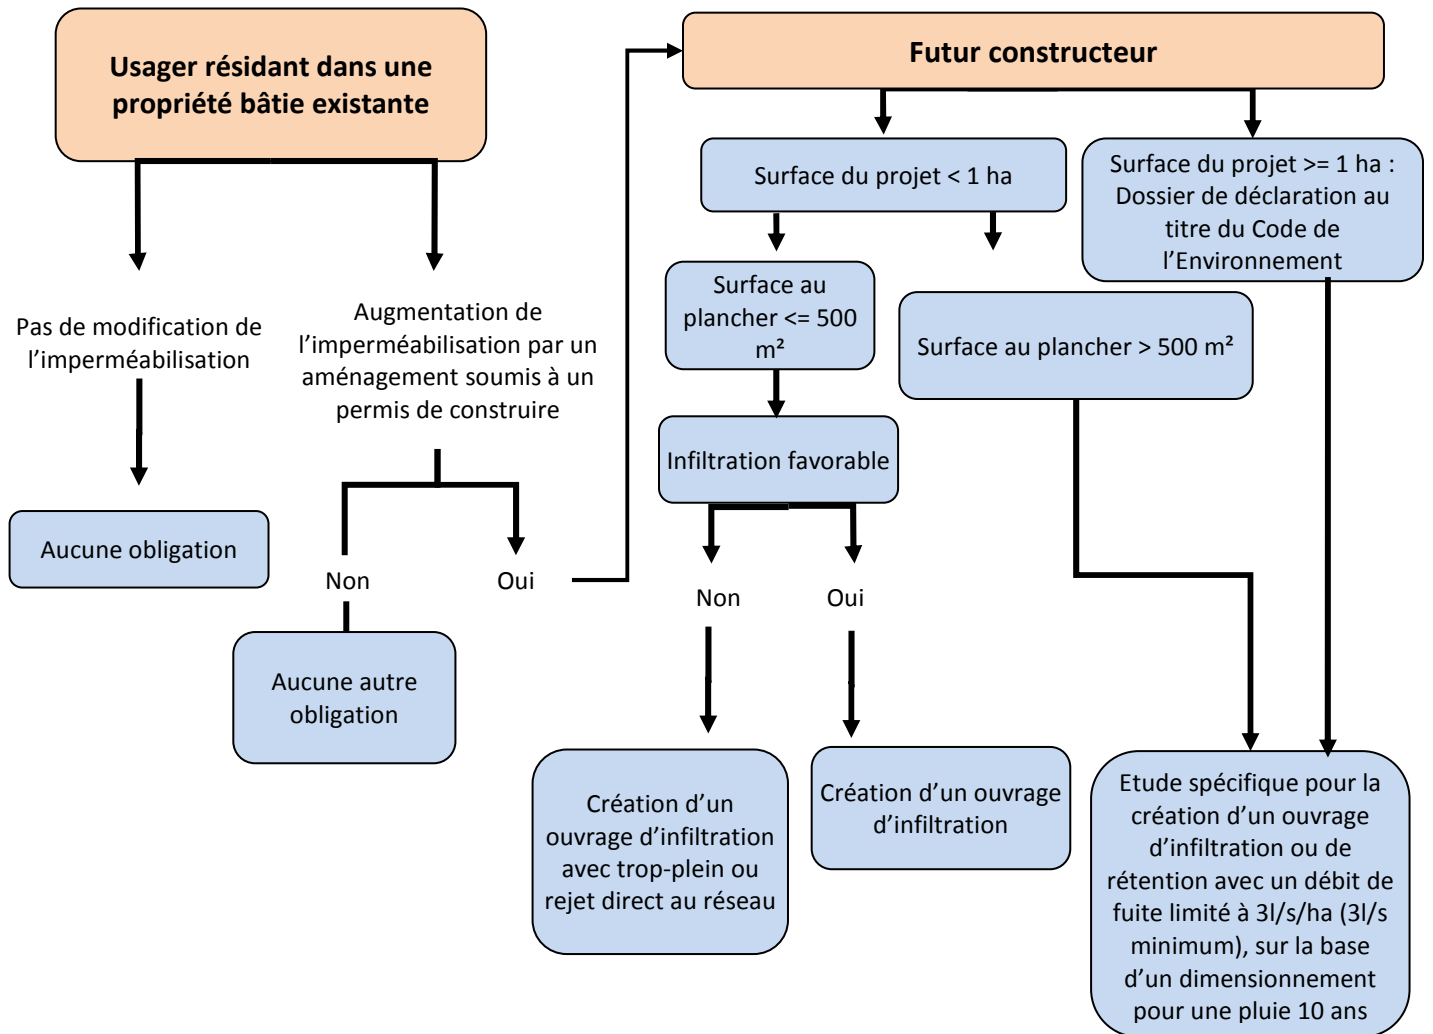 Usager résidant dans une
propriété bâtie existante
Pas de modification de
l'imperméabilisation
Aucune obligation
Augmentation de
l'imperméabilisation par un
aménagement soumis à un
permis de construire
Non
Oui
Aucune autre
obligation
Futur constructeur
Surface du projet < 1 ha
Surface du projet >= 1 ha :
Dossier de déclaration au
titre du Code de
l'Environnement
Surface au
plancher <= 500
m²
Surface au plancher > 500 m²
Infiltration favorable
Non
Oui
Création d'un
ouvrage d'infiltration
avec trop-plein ou
rejet direct au réseau
Création d'un ouvrage
d'infiltration
Etude spécifique pour la
création d'un ouvrage
d'infiltration ou de
rétention avec un débit de
fuite limité à 3l/s/ha (3l/s
minimum), sur la base
d'un dimensionnement
pour une pluie 10 ans